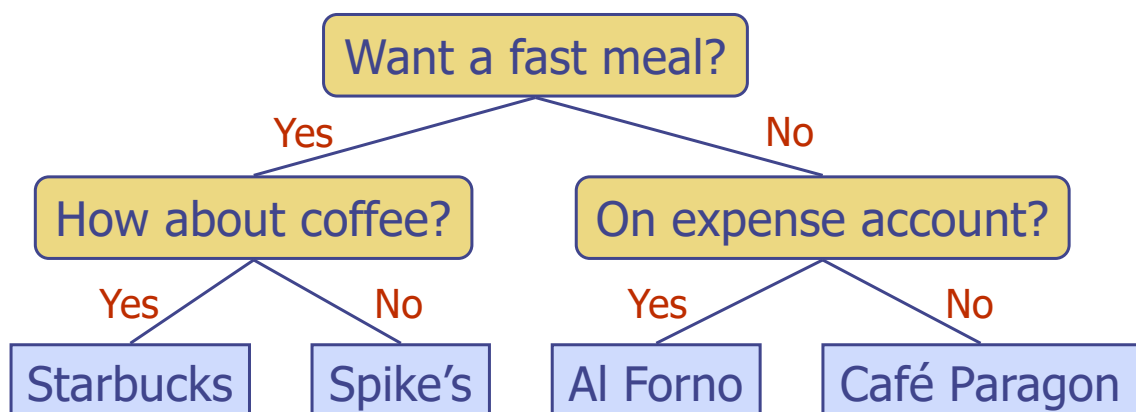 Want a fast meal?
Yes
No
How about coffee?
On expense account?
Yes
No
Yes
No
Starbucks
Spike’s
Al Forno
Café Paragon